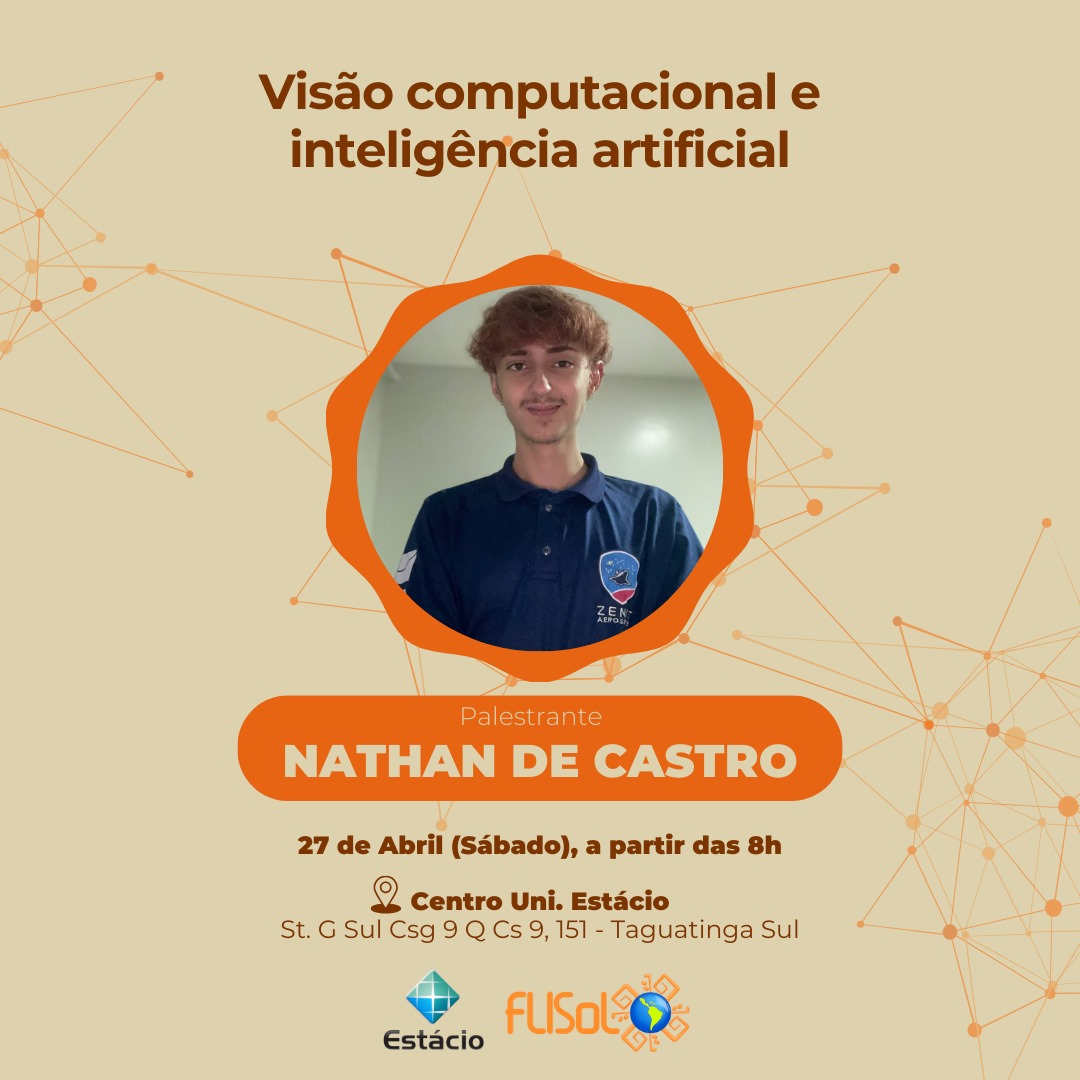 Visão computacional e
inteligência artificial
ZENIT
Palestrante
NATHAN DE CASTRO
27 de Abril (Sábado), a partir das 8h
Centro Uni. Estácio
St. G Sul Csg 9 Q Cs 9, 151 - Taguatinga Sul
Estácio
FLISol